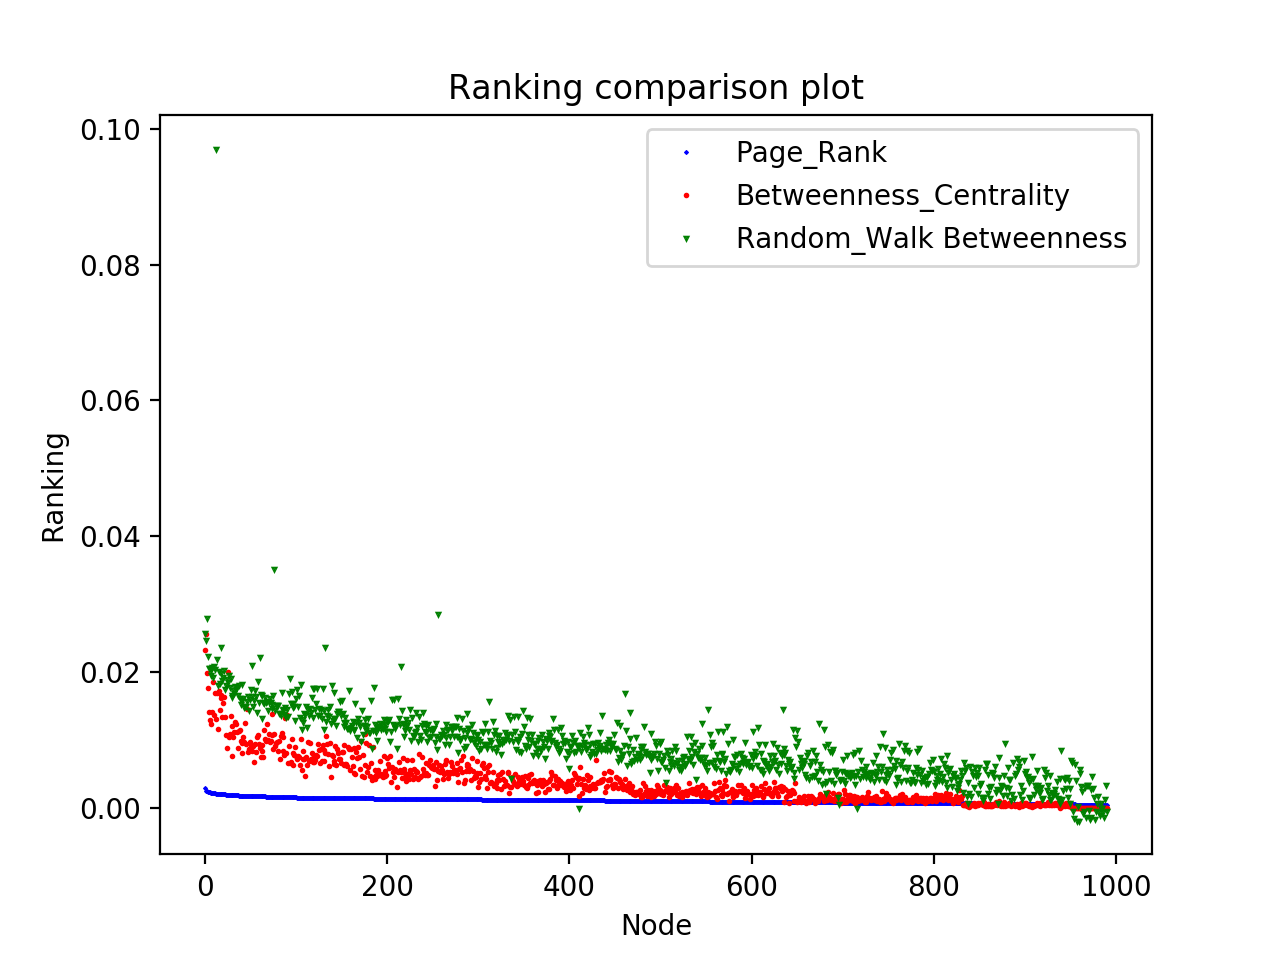 Ranking comparison plot
0.10
0.08
0.06
0.04
0.02
0.00
Ranking
Page_Rank
Betweenness_Centrality
Random_Walk Betweenness
0 200 400 600 800 1000
Node